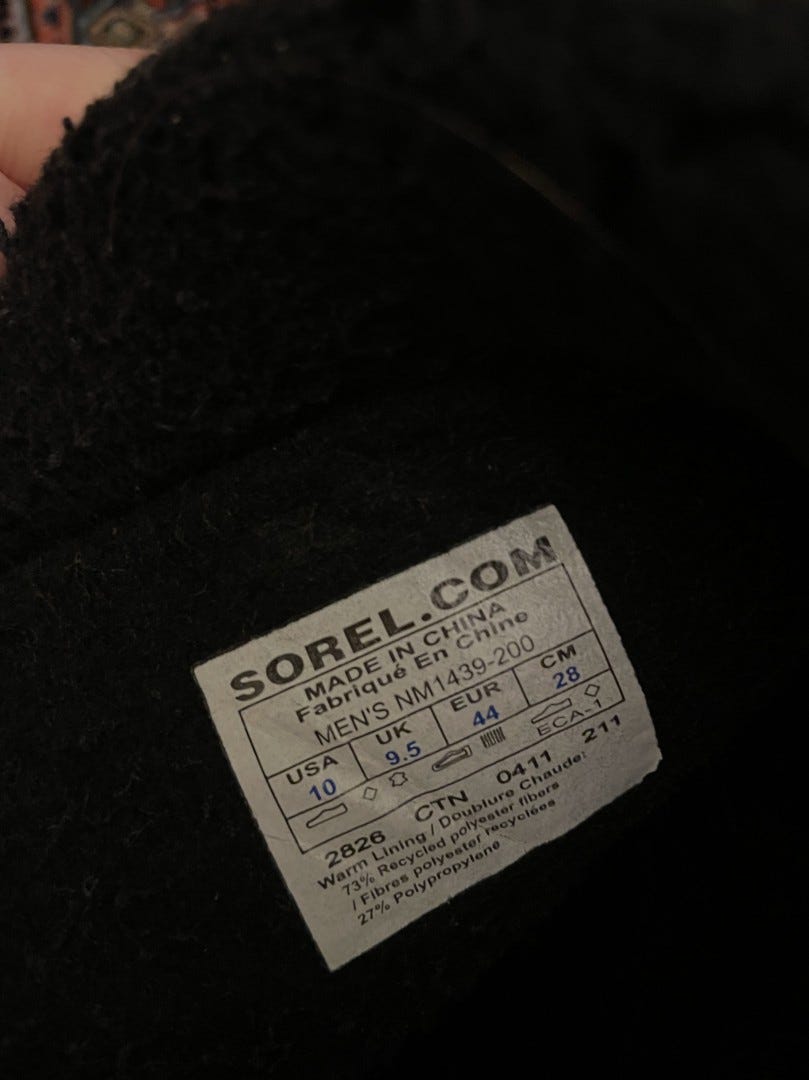 SOREL.COM
MADE IN CHINA
Fabriqué En Chine
MEN'S NM1439-200
USA UK EUR CM
10 9.5 44 28
ECA-1
2826 CTN 0411 211
Warm Lining / Doublure Chaude:
73% Recycled polyester fibers
/ Fibres polyester recyclées
27% Polypropylene